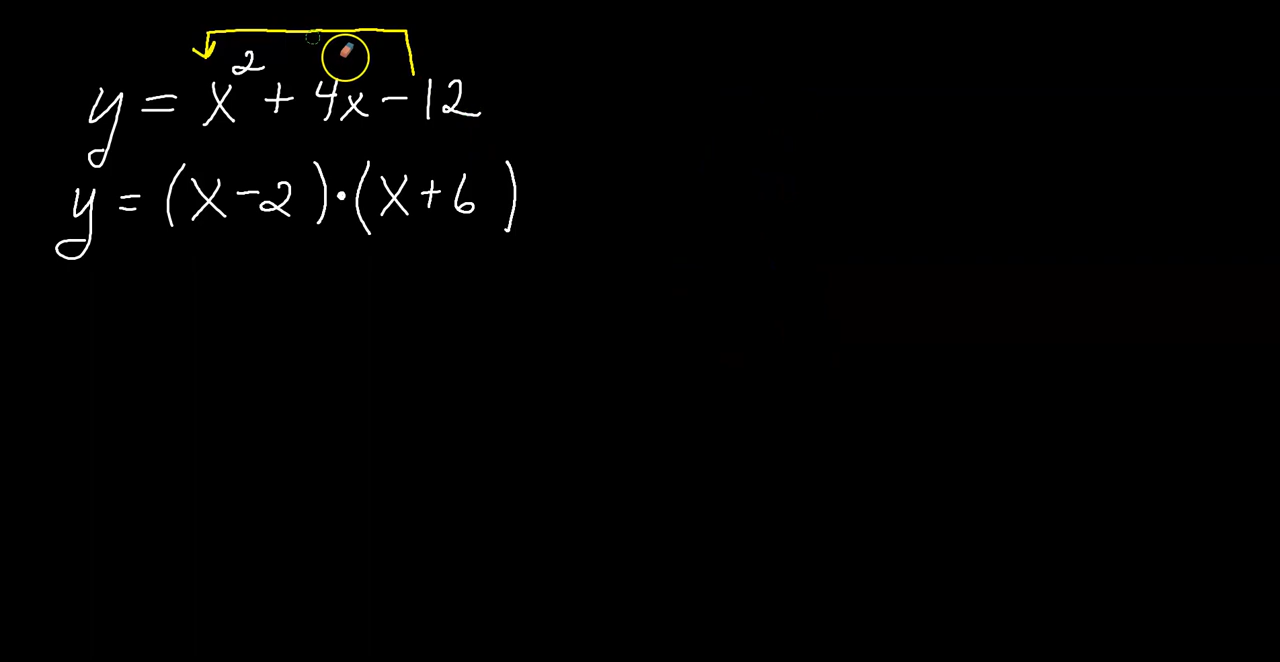 y = x² + 4x - 12
y = (x - 2) · (x + 6)